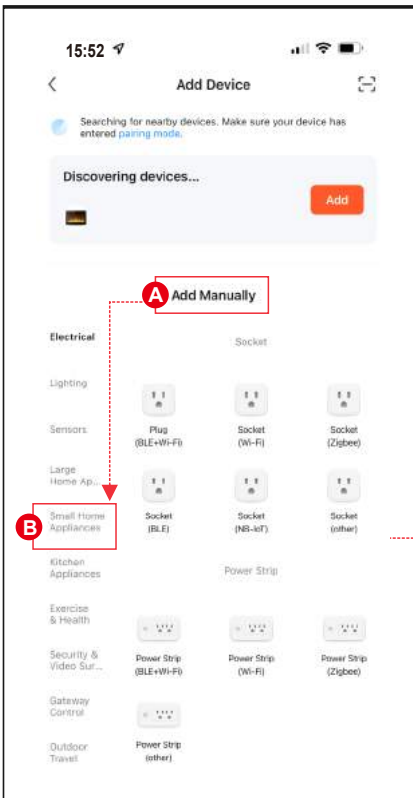 15:52
Add Device
Searching for nearby devices. Make sure your device has
entered pairing mode.
Discovering devices...
Add
A Add Manually
Electrical
Socket
Lighting
Sensors
Plug
(BLE+Wi-Fi)
Socket
(Wi-Fi)
Socket
(Zigbee)
Large
Home Ap...
B Small Home
Appliances
Socket
(BLE)
Socket
(NB-IoT)
Socket
(other)
Kitchen
Appliances
Power Strip
Exercise
& Health
Security &
Video Sur...
Power Strip
(BLE+Wi-Fi)
Power Strip
(Wi-Fi)
Power Strip
(Zigbee)
Gateway
Control
Outdoor
Travel
Power Strip
(other)